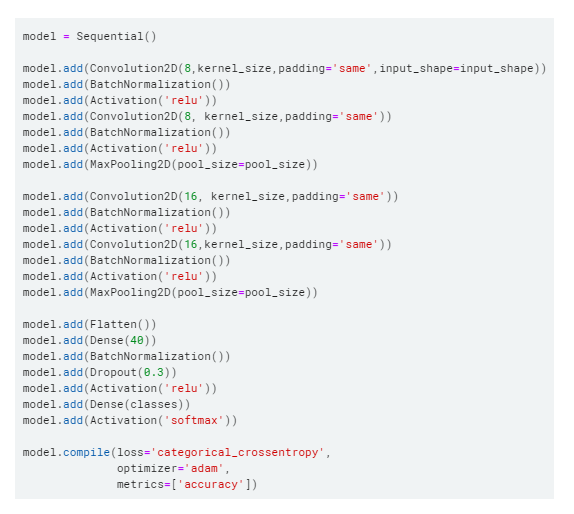 model = Sequential()
model.add(Convolution2D(8,kernel_size,padding='same',input_shape=input_shape))
model.add(BatchNormalization())
model.add(Activation('relu'))
model.add(Convolution2D(8, kernel_size,padding='same'))
model.add(BatchNormalization())
model.add(Activation('relu'))
model.add(MaxPooling2D(pool_size=pool_size))
model.add(Convolution2D(16, kernel_size,padding='same'))
model.add(BatchNormalization())
model.add(Activation('relu'))
model.add(Convolution2D(16,kernel_size,padding='same'))
model.add(BatchNormalization())
model.add(Activation('relu'))
model.add(MaxPooling2D(pool_size=pool_size))
model.add(Flatten())
model.add(Dense(40))
model.add(BatchNormalization())
model.add(Dropout(0.3))
model.add(Activation('relu'))
model.add(Dense(classes))
model.add(Activation('softmax'))
model.compile(loss='categorical_crossentropy',
              optimizer='adam',
              metrics=['accuracy'])